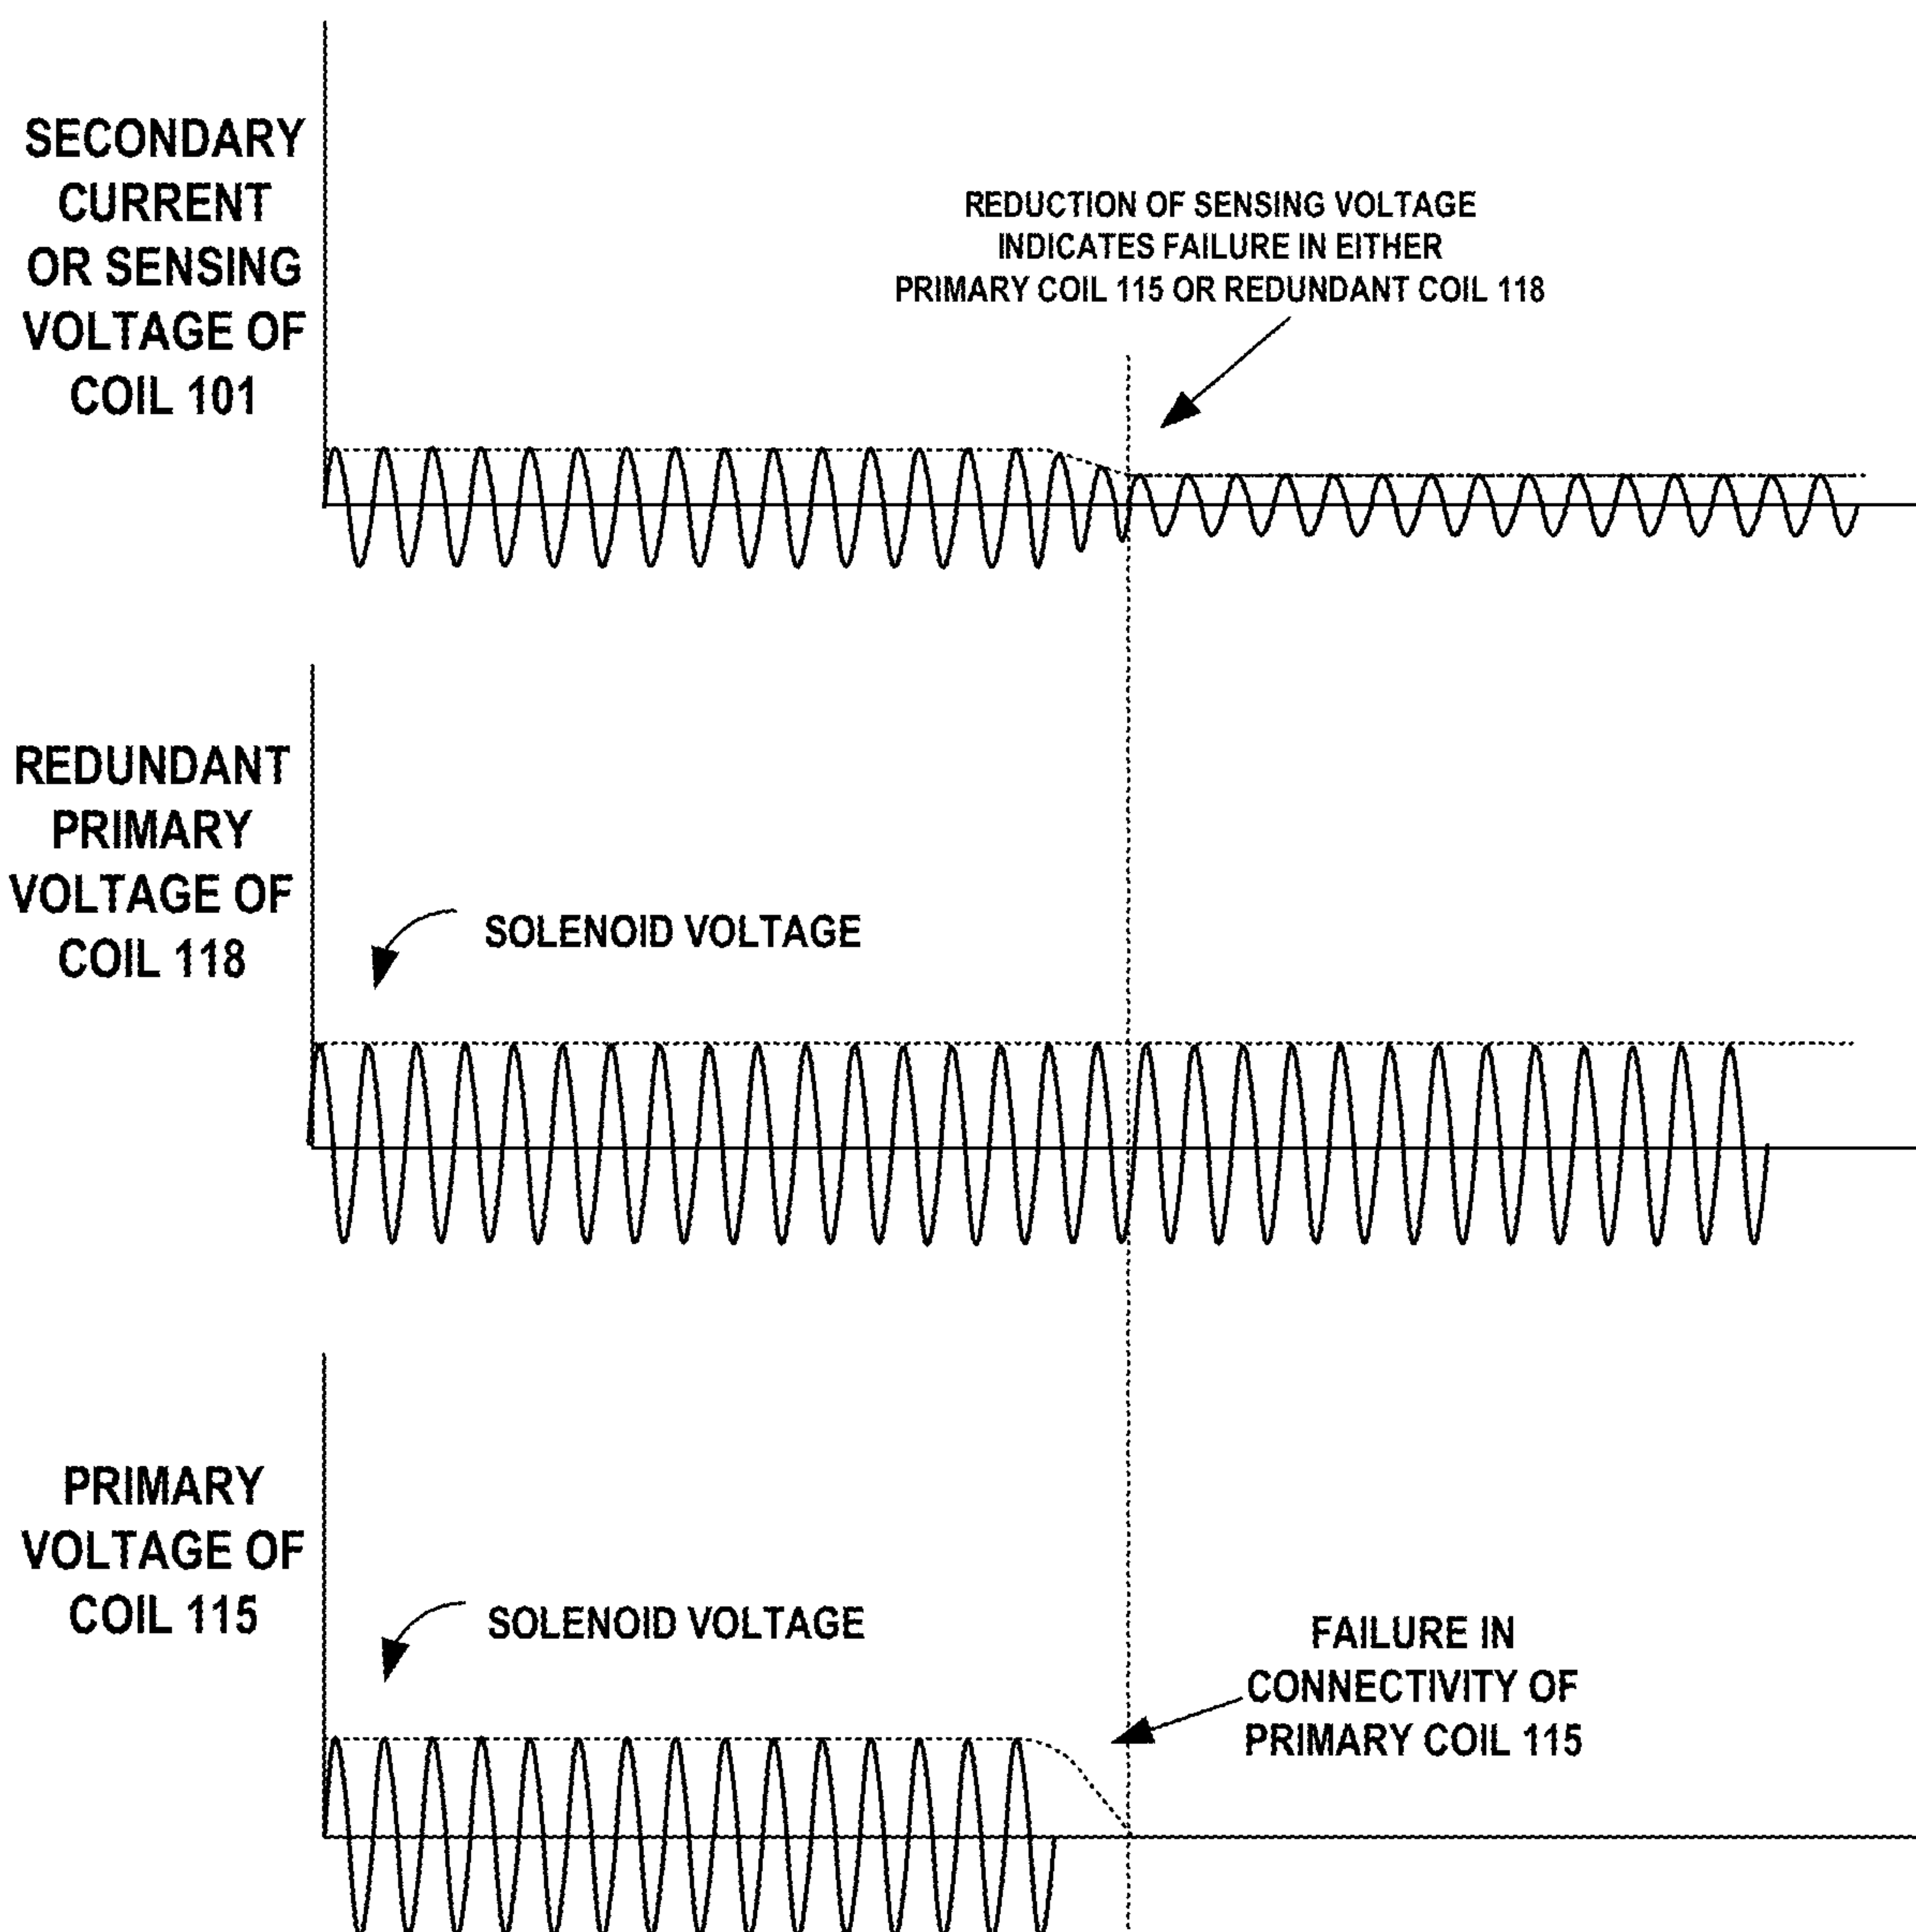 SECONDARY
CURRENT
OR SENSING
VOLTAGE OF
COIL 101
REDUCTION OF SENSING VOLTAGE
INDICATES FAILURE IN EITHER
PRIMARY COIL 115 OR REDUNDANT COIL 118
REDUNDANT
PRIMARY
VOLTAGE OF
COIL 118
SOLENOID VOLTAGE
PRIMARY
VOLTAGE OF
COIL 115
SOLENOID VOLTAGE
FAILURE IN
CONNECTIVITY OF
PRIMARY COIL 115